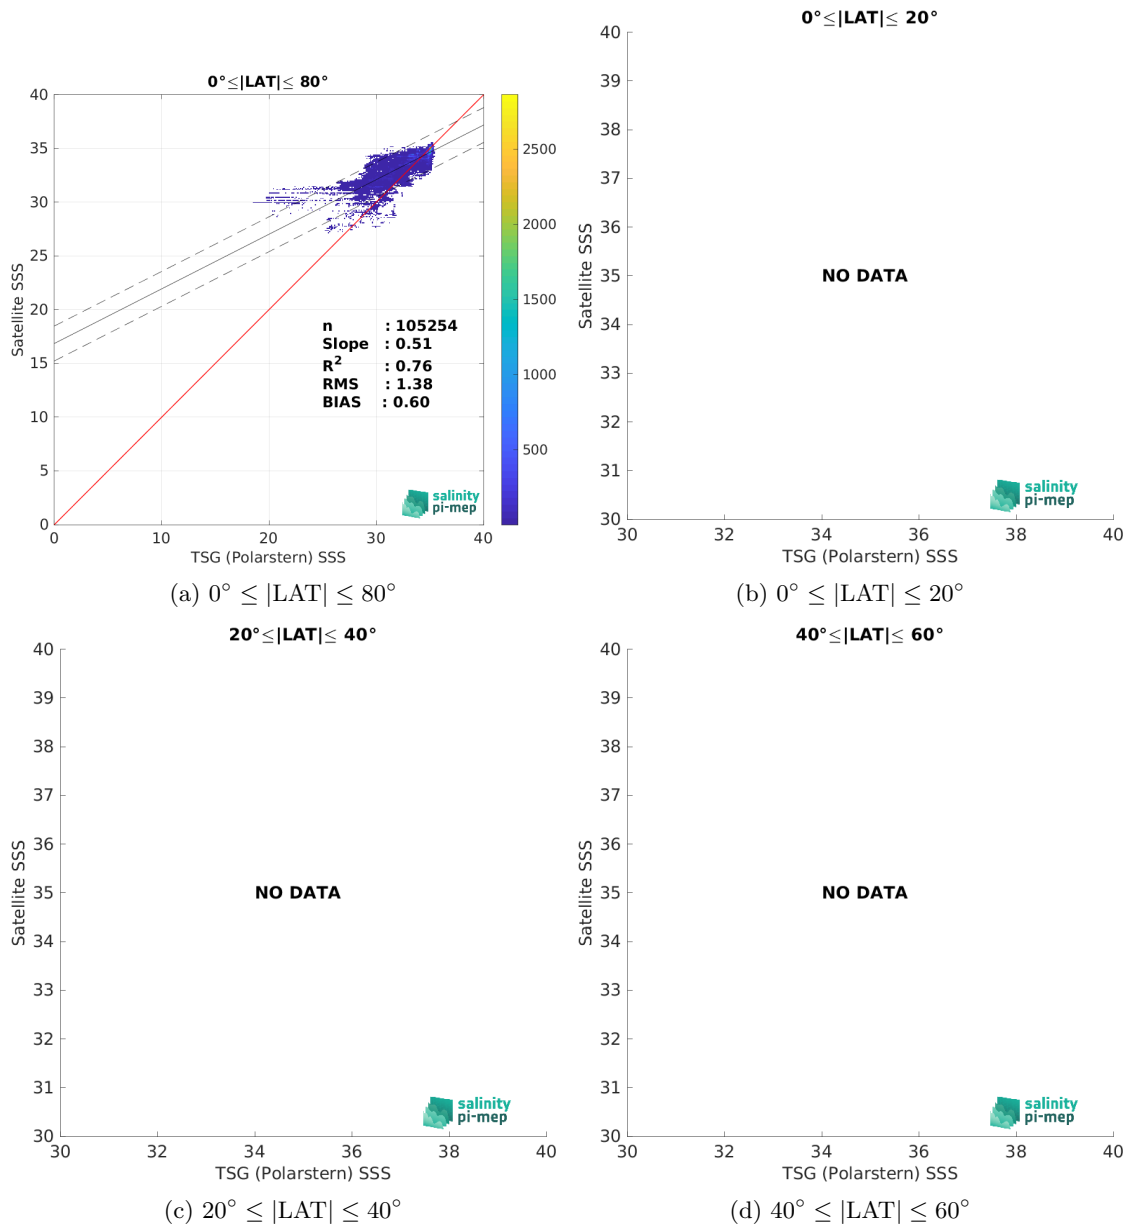 0°≤|LAT|≤ 80°
40
35
30
25
20
15
10
5
0
Satellite SSS
0
10
20
30
40
TSG (Polarstern) SSS
n : 105254
Slope : 0.51
R² : 0.76
RMS : 1.38
BIAS : 0.60
2500
2000
1500
1000
500
salinity
pi-mep
(a) 0° ≤ |LAT| ≤ 80°
0°≤|LAT|≤ 20°
40
39
38
37
36
35
34
33
32
31
30
Satellite SSS
NO DATA
salinity
pi-mep
30
32
34
36
38
40
TSG (Polarstern) SSS
(b) 0° ≤ |LAT| ≤ 20°
20°≤|LAT|≤ 40°
40
39
38
37
36
35
34
33
32
31
30
Satellite SSS
NO DATA
salinity
pi-mep
30
32
34
36
38
40
TSG (Polarstern) SSS
(c) 20° ≤ |LAT| ≤ 40°
40°≤|LAT|≤ 60°
40
39
38
37
36
35
34
33
32
31
30
Satellite SSS
NO DATA
salinity
pi-mep
30
32
34
36
38
40
TSG (Polarstern) SSS
(d) 40° ≤ |LAT| ≤ 60°